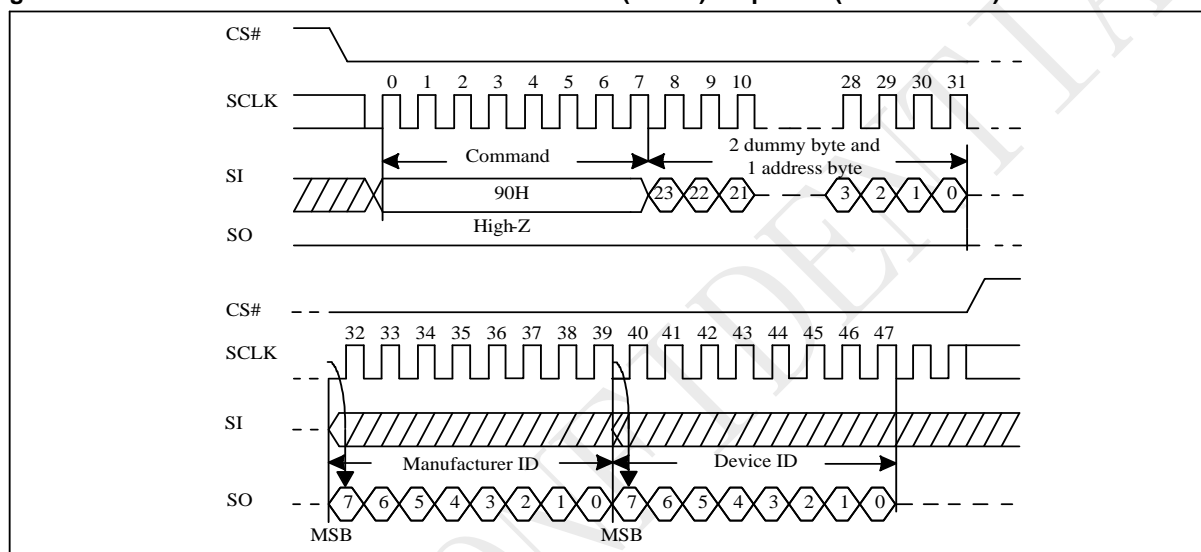 CS#
0 1 2 3 4 5 6 7 8 9 10 28 29 30 31
SCLK
Command
2 dummy byte and
1 address byte
SI
90H
23 22 21 3 2 1 0
High-Z
SO
CS#
32 33 34 35 36 37 38 39 40 41 42 43 44 45 46 47
SCLK
SI
Manufacturer ID
Device ID
SO
7 6 5 4 3 2 1 0 7 6 5 4 3 2 1 0
MSB MSB